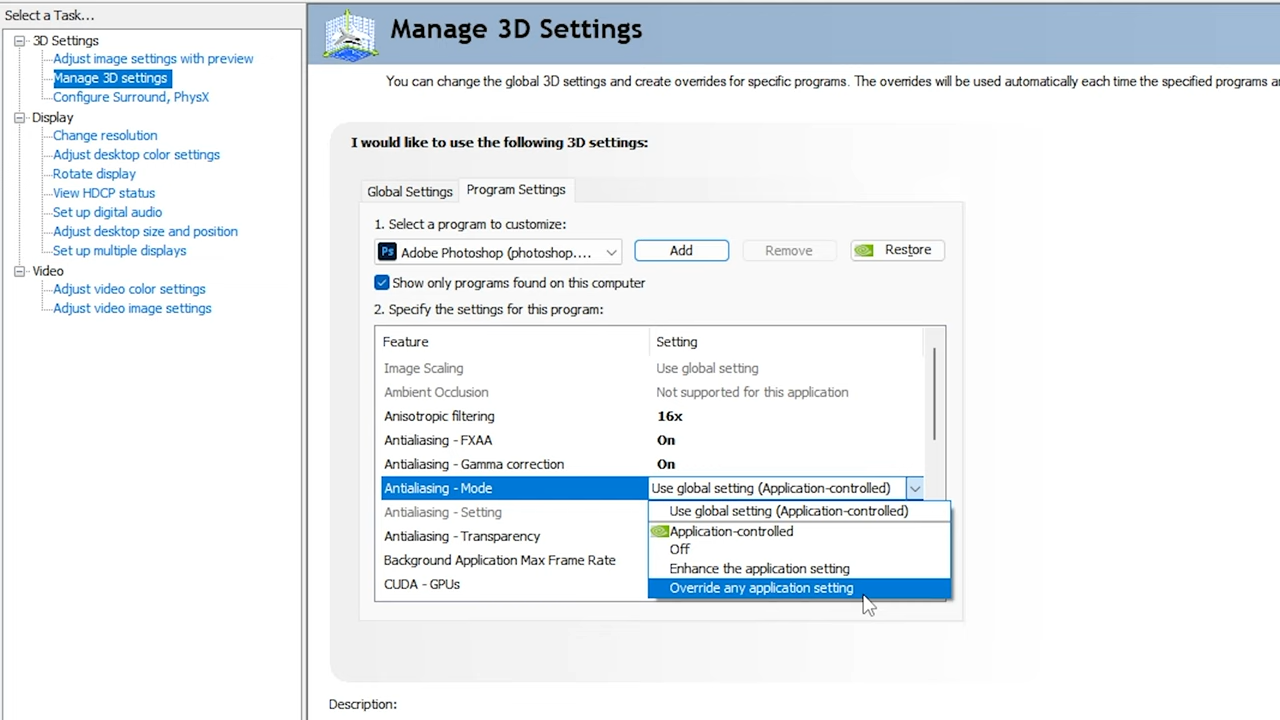 Select a Task...
3D Settings
Adjust image settings with preview
Manage 3D settings
Configure Surround, PhysX
Display
Change resolution
Adjust desktop color settings
Rotate display
View HDCP status
Set up digital audio
Adjust desktop size and position
Set up multiple displays
Video
Adjust video color settings
Adjust video image settings
Manage 3D Settings
You can change the global 3D settings and create overrides for specific programs. The overrides will be used automatically each time the specified programs
I would like to use the following 3D settings:
Global Settings Program Settings
1. Select a program to customize:
Ps Adobe Photoshop (photoshop.... Add Remove Restore
Show only programs found on this computer
2. Specify the settings for this program:
Feature Setting
Image Scaling Use global setting
Ambient Occlusion Not supported for this application
Anisotropic filtering 16x
Antialiasing - FXAA On
Antialiasing - Gamma correction On
Antialiasing - Mode Use global setting (Application-controlled)
Antialiasing - Setting Use global setting (Application-controlled)
Antialiasing - Transparency Application-controlled
Background Application Max Frame Rate Off
CUDA - GPUs Enhance the application setting
Override any application setting
Description: